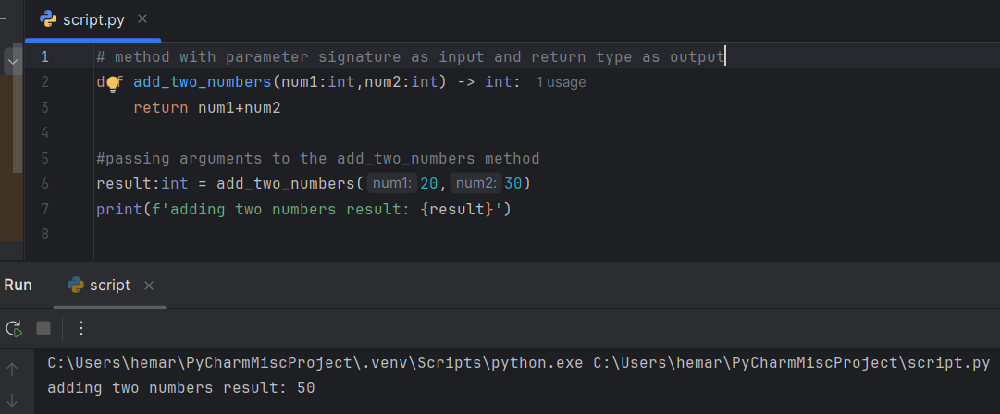 script.py ×
1 # method with parameter signature as input and return type as output
2 def add_two_numbers(num1:int,num2:int) -> int: 1 usage
3     return num1+num2
4
5 #passing arguments to the add_two_numbers method
6 result:int = add_two_numbers( num1: 20, num2: 30)
7 print(f'adding two numbers result: {result}')
8
Run script ×
C:\Users\hemar\PyCharmMiscProject\.venv\Scripts\python.exe C:\Users\hemar\PyCharmMiscProject\script.py
adding two numbers result: 50